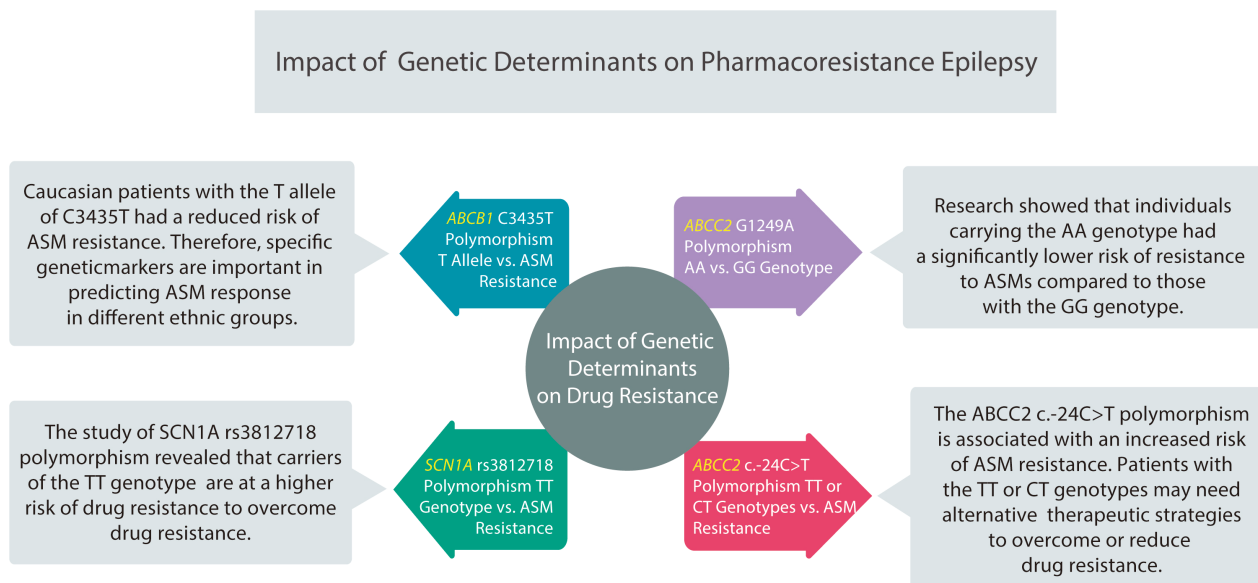 Impact of  Genetic Determinants on Pharmacoresistance Epilepsy
Caucasian patients with the T allele
of C3435T had a reduced risk of
ASM resistance. Therefore, specific
geneticmarkers are important in
predicting ASM response
in different ethnic groups.
ABCB1 C3435T
Polymorphism
T Allele vs. ASM
Resistance
ABCC2 G1249A
Polymorphism
AA vs. GG Genotype
Research showed that individuals
carrying the AA genotype had
a significantly lower risk of resistance
to ASMs compared to those
with the GG genotype.
Impact of Genetic
Determinants
on Drug Resistance
The study of SCN1A rs3812718
polymorphism revealed that carriers
of the TT genotype  are at a higher
risk of drug resistance to overcome
drug resistance.
SCN1A rs3812718
Polymorphism TT
Genotype vs. ASM
Resistance
ABCC2 c.-24C>T
Polymorphism TT or
CT Genotypes vs. ASM
Resistance
The ABCC2 c.-24C>T polymorphism
is associated with an increased risk
of ASM resistance. Patients with
the TT or CT genotypes may need
alternative  therapeutic strategies
to overcome or reduce
drug resistance.